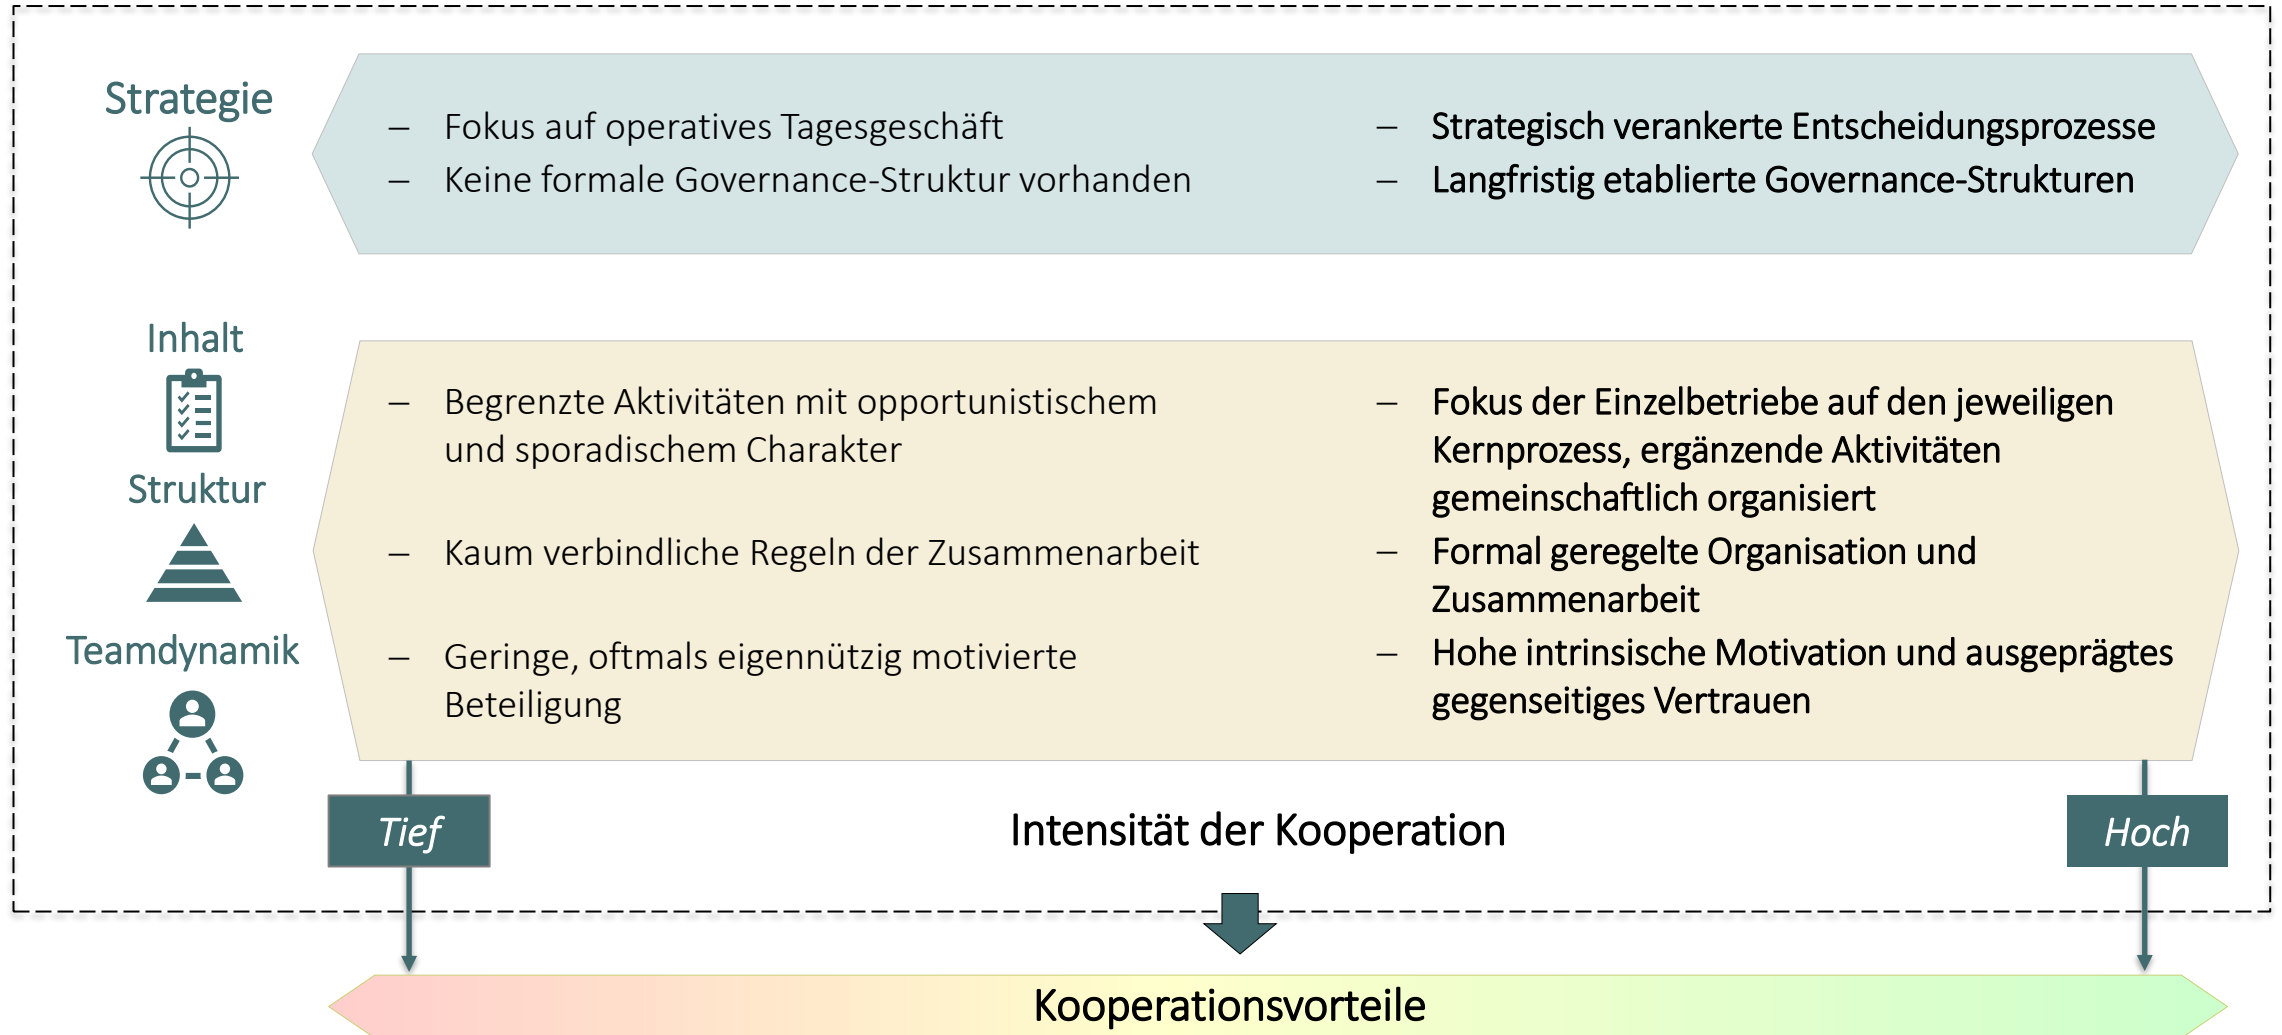 Strategie
– Fokus auf operatives Tagesgeschäft
– Keine formale Governance-Struktur vorhanden
– Strategisch verankerte Entscheidungsprozesse
– Langfristig etablierte Governance-Strukturen
Inhalt
– Begrenzte Aktivitäten mit opportunistischem
und sporadischem Charakter
– Fokus der Einzelbetriebe auf den jeweiligen
Kernprozess, ergänzende Aktivitäten
gemeinschaftlich organisiert
Struktur
– Kaum verbindliche Regeln der Zusammenarbeit
– Formal geregelte Organisation und
Zusammenarbeit
Teamdynamik
– Geringe, oftmals eigennützig motivierte
Beteiligung
– Hohe intrinsische Motivation und ausgeprägtes
gegenseitiges Vertrauen
Tief
Intensität der Kooperation
Hoch
Kooperationsvorteile